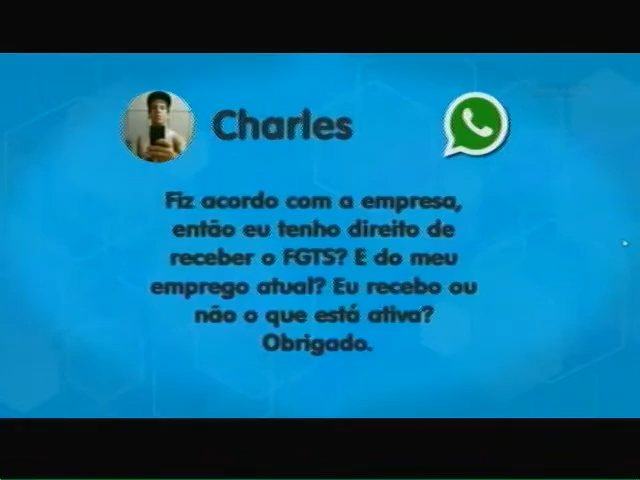 Charles
Fiz acordo com a empresa,
então eu tenho direito de
receber o FGTS? E do meu
emprego atual? Eu recebo ou
não o que está ativa?
Obrigado.